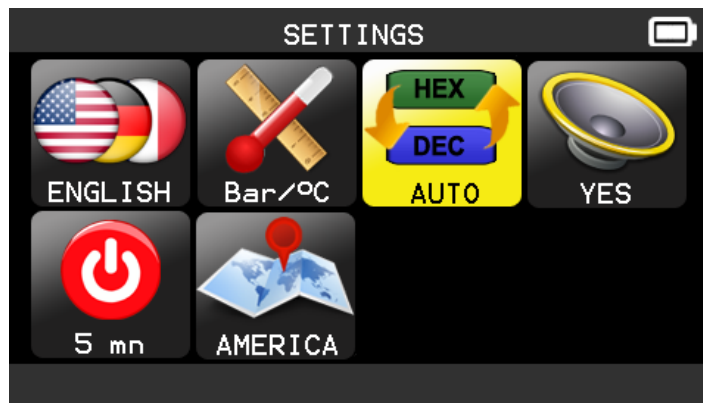 SETTINGS
HEX
DEC
ENGLISH Bar/ºC AUTO YES
5 mn AMERICA